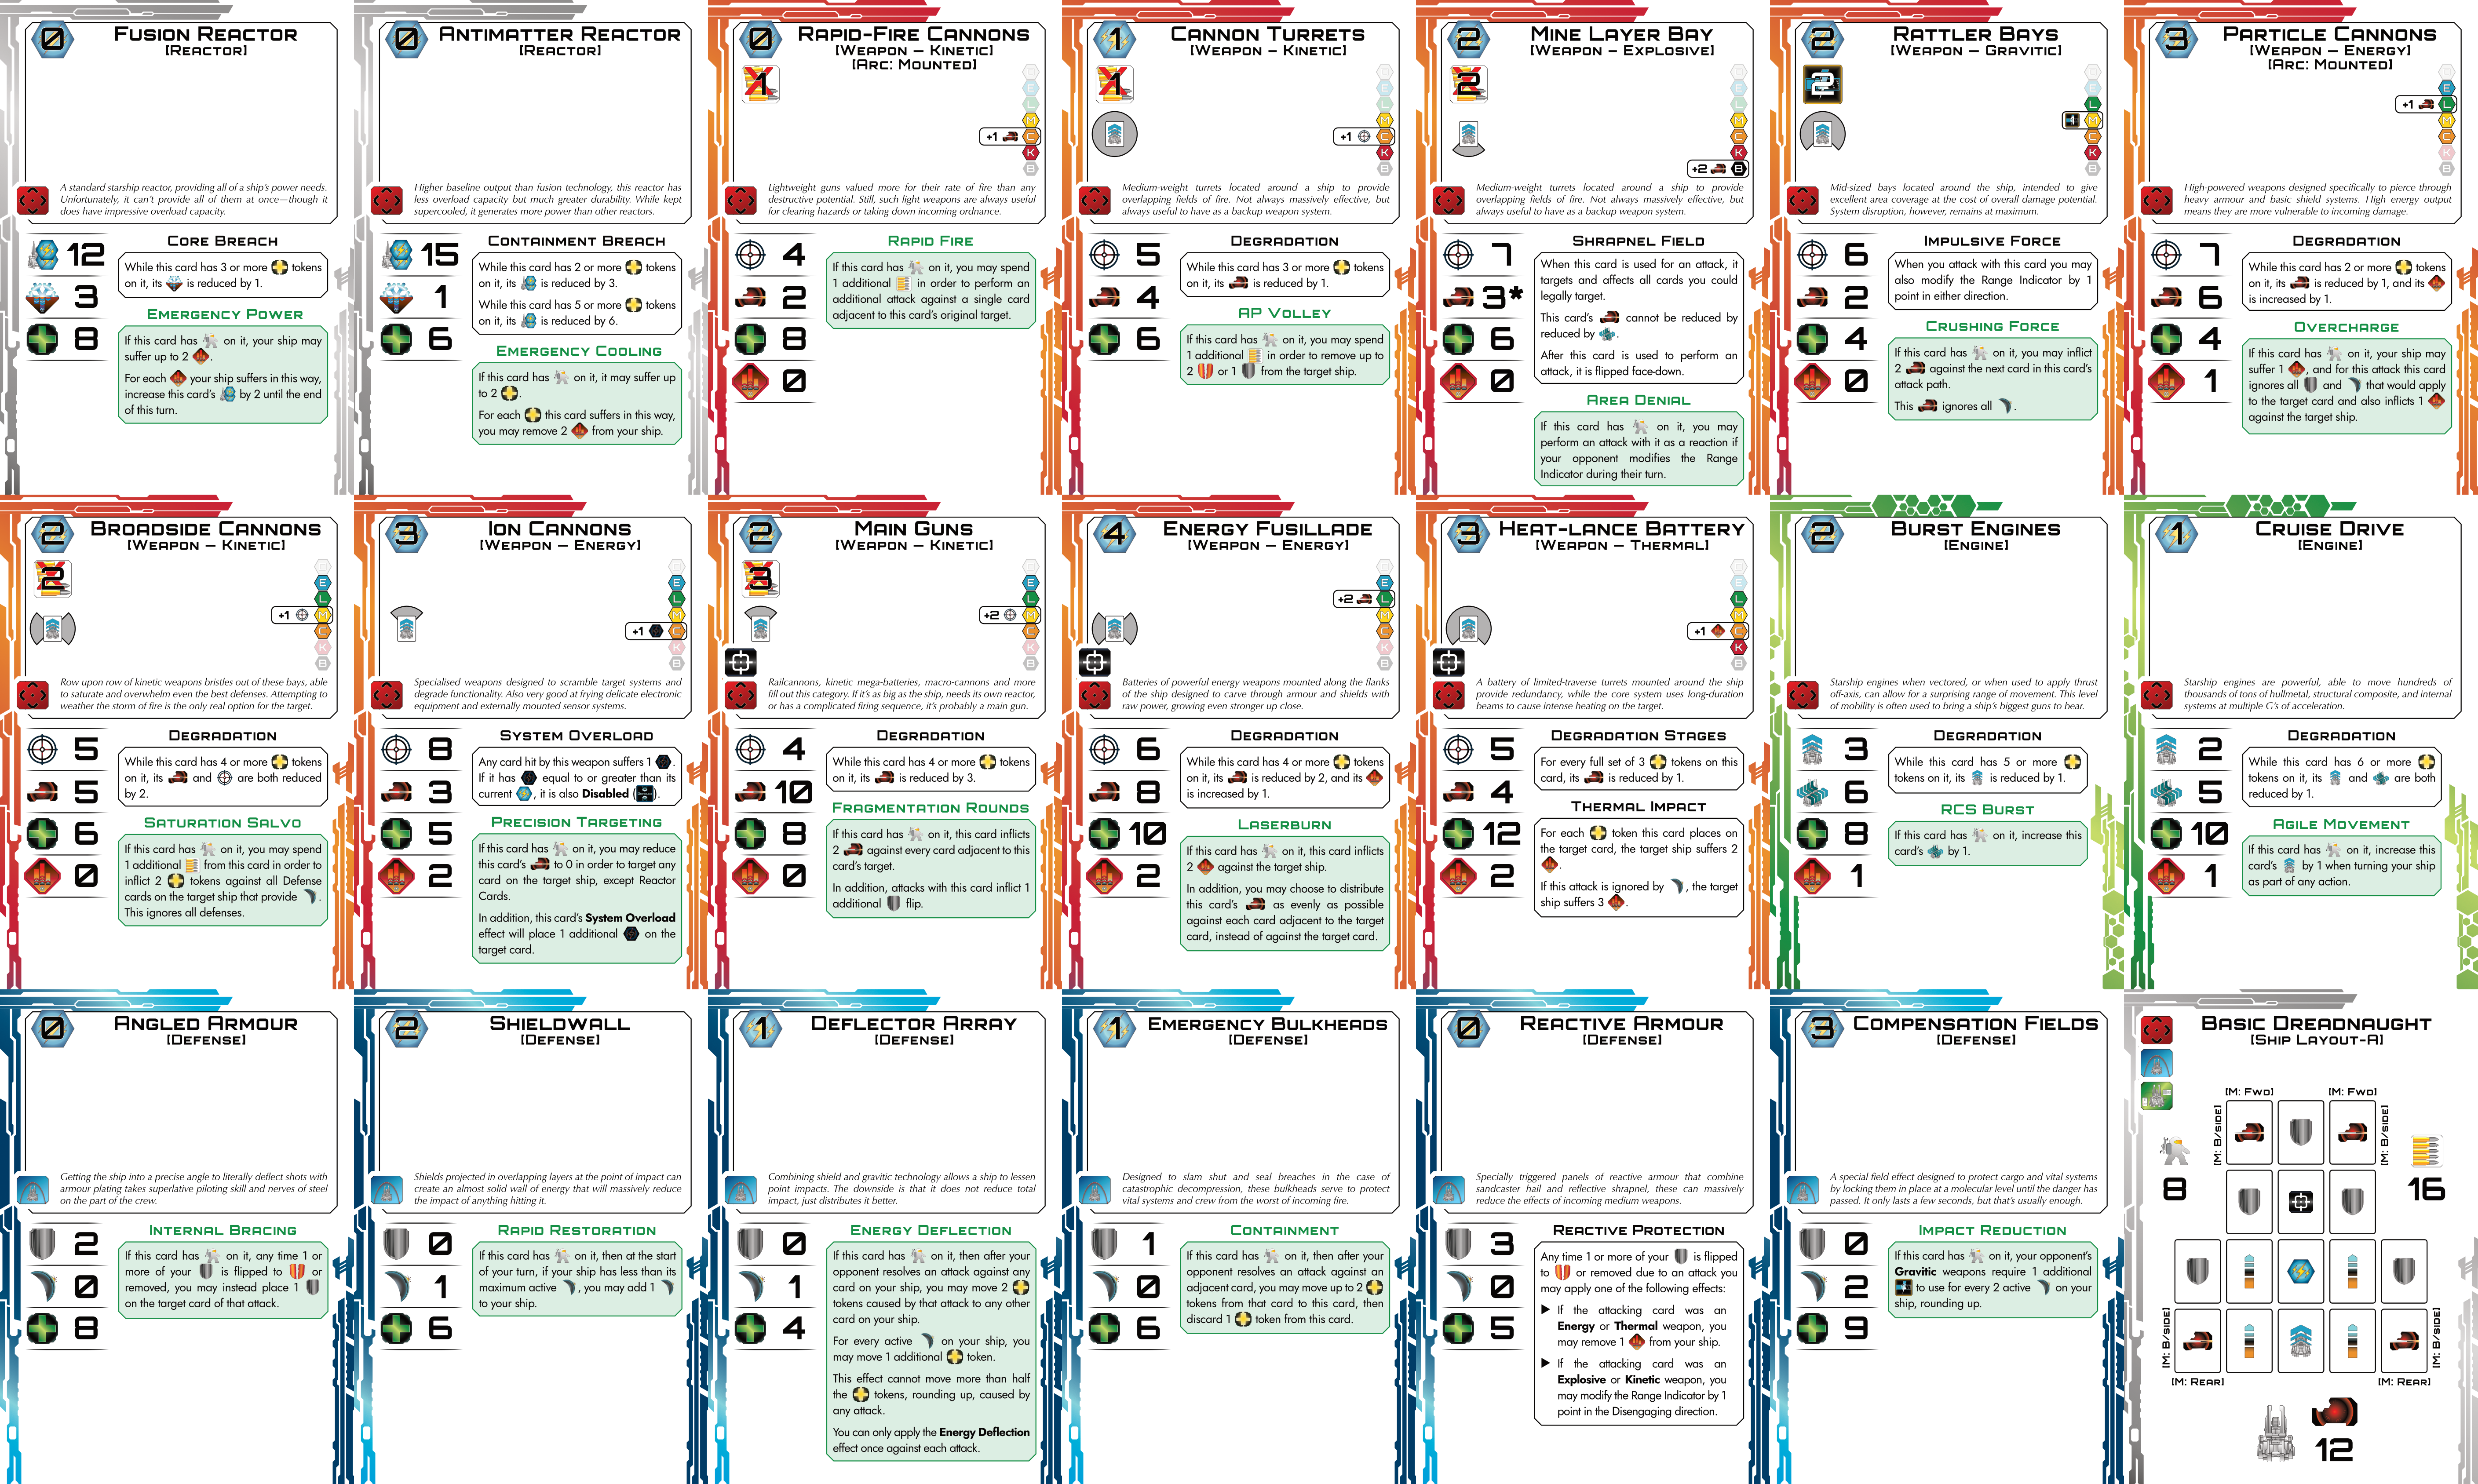 0
FUSION REACTOR
[REACTOR]
A standard starship reactor, providing all of a ship's power needs.
Unfortunately, it can't provide all of them at once—though it
does have impressive overload capacity.
12
3
8
CORE BREACH
While this card has 3 or more tokens
on it, its is reduced by 1.
EMERGENCY POWER
If this card has on it, your ship may
suffer up to 2 .
For each your ship suffers in this way,
increase this card's by 2 until the end
of this turn.
0
ANTIMATTER REACTOR
[REACTOR]
Higher baseline output than fusion technology, this reactor has
less overload capacity but much greater durability. While kept
supercooled, it generates more power than other reactors.
15
1
6
CONTAINMENT BREACH
While this card has 2 or more tokens
on it, its is reduced by 3.
While this card has 5 or more tokens
on it, its is reduced by 6.
EMERGENCY COOLING
If this card has on it, it may suffer up
to 2 .
For each this card suffers in this way,
you may remove 2 from your ship.
0
RAPID-FIRE CANNONS
[WEAPON – KINETIC]
[ARC: MOUNTED]
1
E
L
M
+1 C
K
B
Lightweight guns valued more for their rate of fire than any
destructive potential. Still, such light weapons are always useful
for clearing hazards or taking down incoming ordnance.
4
2
8
0
RAPID FIRE
If this card has on it, you may spend
1 additional in order to perform an
additional attack against a single card
adjacent to this card's original target.
1
CANNON TURRETS
[WEAPON – KINETIC]
1
E
L
M
+1 C
K
B
Medium-weight turrets located around a ship to provide
overlapping fields of fire. Not always massively effective, but
always useful to have as a backup weapon system.
5
4
6
DEGRADATION
While this card has 3 or more tokens
on it, its is reduced by 1.
AP VOLLEY
If this card has on it, you may spend
1 additional in order to remove up to
2 or 1 from the target ship.
2
MINE LAYER BAY
[WEAPON – EXPLOSIVE]
2
E
L
M
C
K
+2 B
Medium-weight turrets located around a ship to provide
overlapping fields of fire. Not always massively effective, but
always useful to have as a backup weapon system.
7
3*
6
0
SHRAPNEL FIELD
When this card is used for an attack, it
targets and affects all cards you could
legally target.
This card's cannot be reduced by
reduced by .
After this card is used to perform an
attack, it is flipped face-down.
AREA DENIAL
If this card has on it, you may
perform an attack with it as a reaction if
your opponent modifies the Range
Indicator during their turn.
2
RATTLER BAYS
[WEAPON – GRAVITIC]
2
E
L
M
C
K
B
Mid-sized bays located around the ship, intended to give
excellent area coverage at the cost of overall damage potential.
System disruption, however, remains at maximum.
6
2
4
0
IMPULSIVE FORCE
When you attack with this card you may
also modify the Range Indicator by 1
point in either direction.
CRUSHING FORCE
If this card has on it, you may inflict
2 against the next card in this card's
attack path.
This ignores all .
3
PARTICLE CANNONS
[WEAPON – ENERGY]
[ARC: MOUNTED]
E
+1 L
M
C
K
B
High-powered weapons designed specifically to pierce through
heavy armour and basic shield systems. High energy output
means they are more vulnerable to incoming damage.
7
6
4
1
DEGRADATION
While this card has 2 or more tokens
on it, its is reduced by 1, and its
is increased by 1.
OVERCHARGE
If this card has on it, your ship may
suffer 1 , and for this attack this card
ignores all and that would apply
to the target card and also inflicts 1
against the target ship.
2
BROADSIDE CANNONS
[WEAPON – KINETIC]
2
E
L
+1 M
C
K
B
Row upon row of kinetic weapons bristles out of these bays, able
to saturate and overwhelm even the best defenses. Attempting to
weather the storm of fire is the only real option for the target.
5
5
6
0
DEGRADATION
While this card has 4 or more tokens
on it, its and are both reduced
by 2.
SATURATION SALVO
If this card has on it, you may spend
1 additional from this card in order to
inflict 2 tokens against all Defense
cards on the target ship that provide .
This ignores all defenses.
3
ION CANNONS
[WEAPON – ENERGY]
E
L
M
+1 C
K
B
Specialised weapons designed to scramble target systems and
degrade functionality. Also very good at frying delicate electronic
equipment and externally mounted sensor systems.
8
3
5
2
SYSTEM OVERLOAD
Any card hit by this weapon suffers 1 .
If it has equal to or greater than its
current , it is also Disabled ( ).
PRECISION TARGETING
If this card has on it, you may reduce
this card's to 0 in order to target any
card on the target ship, except Reactor
Cards.
In addition, this card's System Overload
effect will place 1 additional on the
target card.
2
MAIN GUNS
[WEAPON – KINETIC]
3
E
L
+2 M
C
K
B
Railcannons, kinetic mega-batteries, macro-cannons and more
fill out this category. If it's as big as the ship, needs its own reactor,
or has a complicated firing sequence, it's probably a main gun.
4
10
8
0
DEGRADATION
While this card has 4 or more tokens
on it, its is reduced by 3.
FRAGMENTATION ROUNDS
If this card has on it, this card inflicts
2 against every card adjacent to this
card's target.
In addition, attacks with this card inflict 1
additional flip.
4
ENERGY FUSILLADE
[WEAPON – ENERGY]
E
+2 L
M
C
K
B
Batteries of powerful energy weapons mounted along the flanks
of the ship designed to carve through armour and shields with
raw power, growing even stronger up close.
6
8
10
2
DEGRADATION
While this card has 4 or more tokens
on it, its is reduced by 2, and its
is increased by 1.
LASERBURN
If this card has on it, this card inflicts
2 against the target ship.
In addition, you may choose to distribute
this card's as evenly as possible
against each card adjacent to the target
card, instead of against the target card.
3
HEAT-LANCE BATTERY
[WEAPON – THERMAL]
E
L
M
+1 C
K
B
A battery of limited-traverse turrets mounted around the ship
provide redundancy, while the core system uses long-duration
beams to cause intense heating on the target.
5
4
12
2
DEGRADATION STAGES
For every full set of 3 tokens on this
card, its is reduced by 1.
THERMAL IMPACT
For each token this card places on
the target card, the target ship suffers 2
.
If this attack is ignored by , the target
ship suffers 3 .
2
BURST ENGINES
[ENGINE]
Starship engines when vectored, or when used to apply thrust
off-axis, can allow for a surprising range of movement. This level
of mobility is often used to bring a ship's biggest guns to bear.
3
6
8
1
DEGRADATION
While this card has 5 or more
tokens on it, its is reduced by 1.
RCS BURST
If this card has on it, increase this
card's by 1.
1
CRUISE DRIVE
[ENGINE]
Starship engines are powerful, able to move hundreds of
thousands of tons of hullmetal, structural composite, and internal
systems at multiple G's of acceleration.
2
5
10
1
DEGRADATION
While this card has 6 or more
tokens on it, its and are both
reduced by 1.
AGILE MOVEMENT
If this card has on it, increase this
card's by 1 when turning your ship
as part of any action.
0
ANGLED ARMOUR
[DEFENSE]
Getting the ship into a precise angle to literally deflect shots with
armour plating takes superlative piloting skill and nerves of steel
on the part of the crew.
2
0
8
INTERNAL BRACING
If this card has on it, any time 1 or
more of your is flipped to or
removed, you may instead place 1
on the target card of that attack.
2
SHIELDWALL
[DEFENSE]
Shields projected in overlapping layers at the point of impact can
create an almost solid wall of energy that will massively reduce
the impact of anything hitting it.
0
1
6
RAPID RESTORATION
If this card has on it, then at the start
of your turn, if your ship has less than its
maximum active , you may add 1
to your ship.
1
DEFLECTOR ARRAY
[DEFENSE]
Combining shield and gravitic technology allows a ship to lessen
point impacts. The downside is that it does not reduce total
impact, just distributes it better.
0
1
4
ENERGY DEFLECTION
If this card has on it, then after your
opponent resolves an attack against any
card on your ship, you may move 2
tokens caused by that attack to any other
card on your ship.
For every active on your ship, you
may move 1 additional token.
This effect cannot move more than half
the tokens, rounding up, caused by
any attack.
You can only apply the Energy Deflection
effect once against each attack.
1
EMERGENCY BULKHEADS
[DEFENSE]
Designed to slam shut and seal breaches in the case of
catastrophic decompression, these bulkheads serve to protect
vital systems and crew from the worst of incoming fire.
1
0
6
CONTAINMENT
If this card has on it, then after your
opponent resolves an attack against an
adjacent card, you may move up to 2
tokens from that card to this card, then
discard 1 token from this card.
0
REACTIVE ARMOUR
[DEFENSE]
Specially triggered panels of reactive armour that combine
sandcaster hail and reflective shrapnel, these can massively
reduce the effects of incoming medium weapons.
3
0
5
REACTIVE PROTECTION
Any time 1 or more of your is flipped
to or removed due to an attack you
may apply one of the following effects:
▶ If the attacking card was an
Energy or Thermal weapon, you
may remove 1 from your ship.
▶ If the attacking card was an
Explosive or Kinetic weapon, you
may modify the Range Indicator by 1
point in the Disengaging direction.
3
COMPENSATION FIELDS
[DEFENSE]
A special field effect designed to protect cargo and vital systems
by locking them in place at a molecular level until the danger has
passed. It only lasts a few seconds, but that's usually enough.
0
2
9
IMPACT REDUCTION
If this card has on it, your opponent's
Gravitic weapons require 1 additional
to use for every 2 active on your
ship, rounding up.
BASIC DREADNAUGHT
[SHIP LAYOUT-A]
[M: FWD]
[M: FWD]
[M: B/SIDE]
[M: B/SIDE]
8
16
[M: B/SIDE]
[M: B/SIDE]
[M: REAR]
[M: REAR]
12